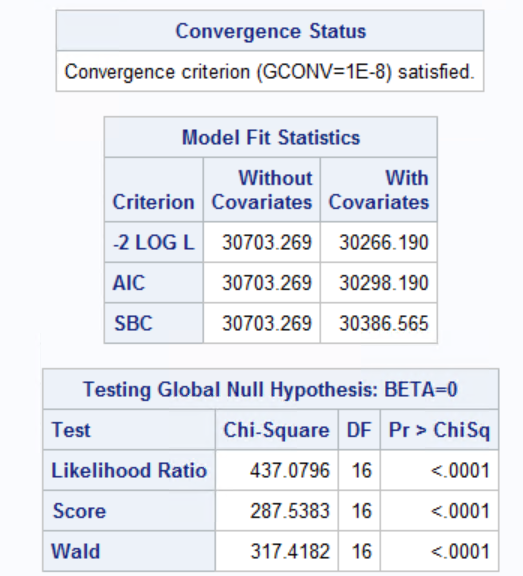 Convergence Status
Convergence criterion (GCONV=1E-8) satisfied.
Model Fit Statistics
Criterion Without Covariates With Covariates
-2 LOG L 30703.269 30266.190
AIC 30703.269 30298.190
SBC 30703.269 30386.565
Testing Global Null Hypothesis: BETA=0
Test Chi-Square DF Pr > ChiSq
Likelihood Ratio 437.0796 16 <.0001
Score 287.5383 16 <.0001
Wald 317.4182 16 <.0001